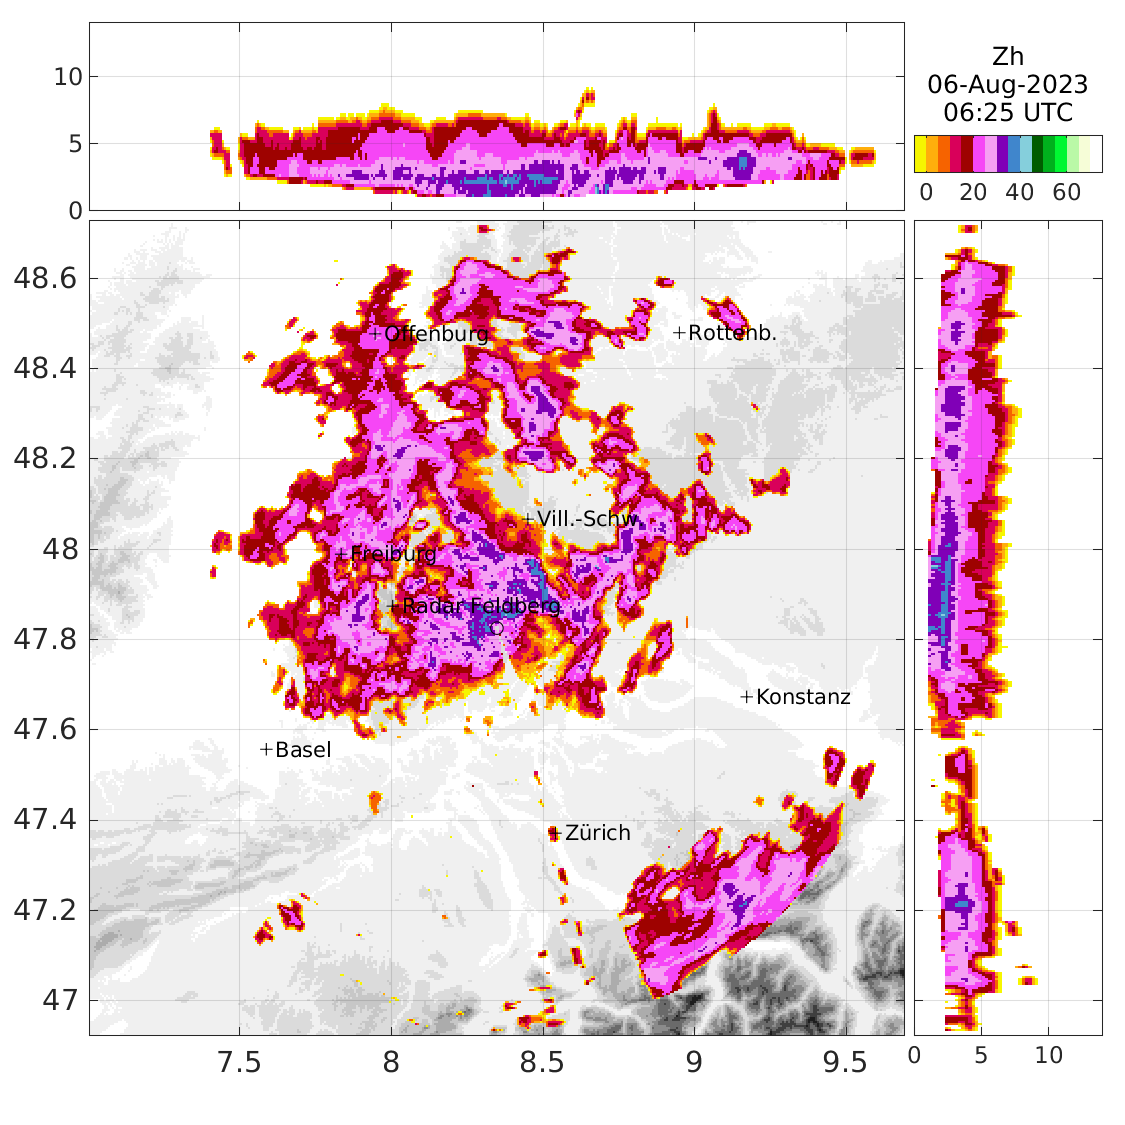 10
5
0
Zh
06-Aug-2023
06:25 UTC
0 20 40 60
48.6
48.4
48.2
48
47.8
47.6
47.4
47.2
47
+Offenburg
+Rottenb.
+Vill.-Schw.
+Freiburg
+Radar Feldberg
+Konstanz
+Basel
+Zürich
7.5 8 8.5 9 9.5
0 5 10